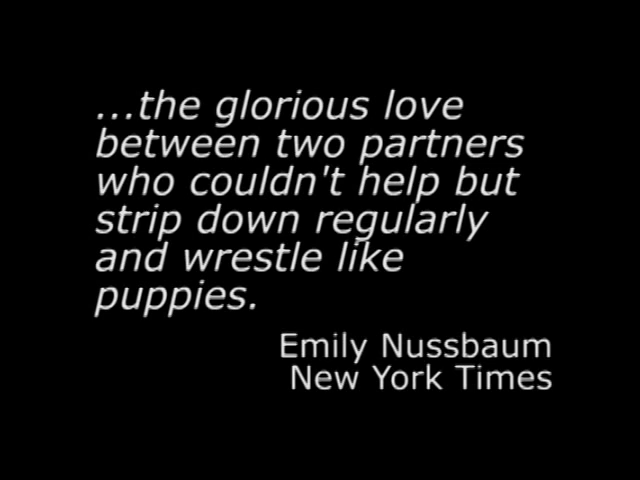 ...the glorious love
between two partners
who couldn't help but
strip down regularly
and wrestle like
puppies.
Emily Nussbaum
New York Times